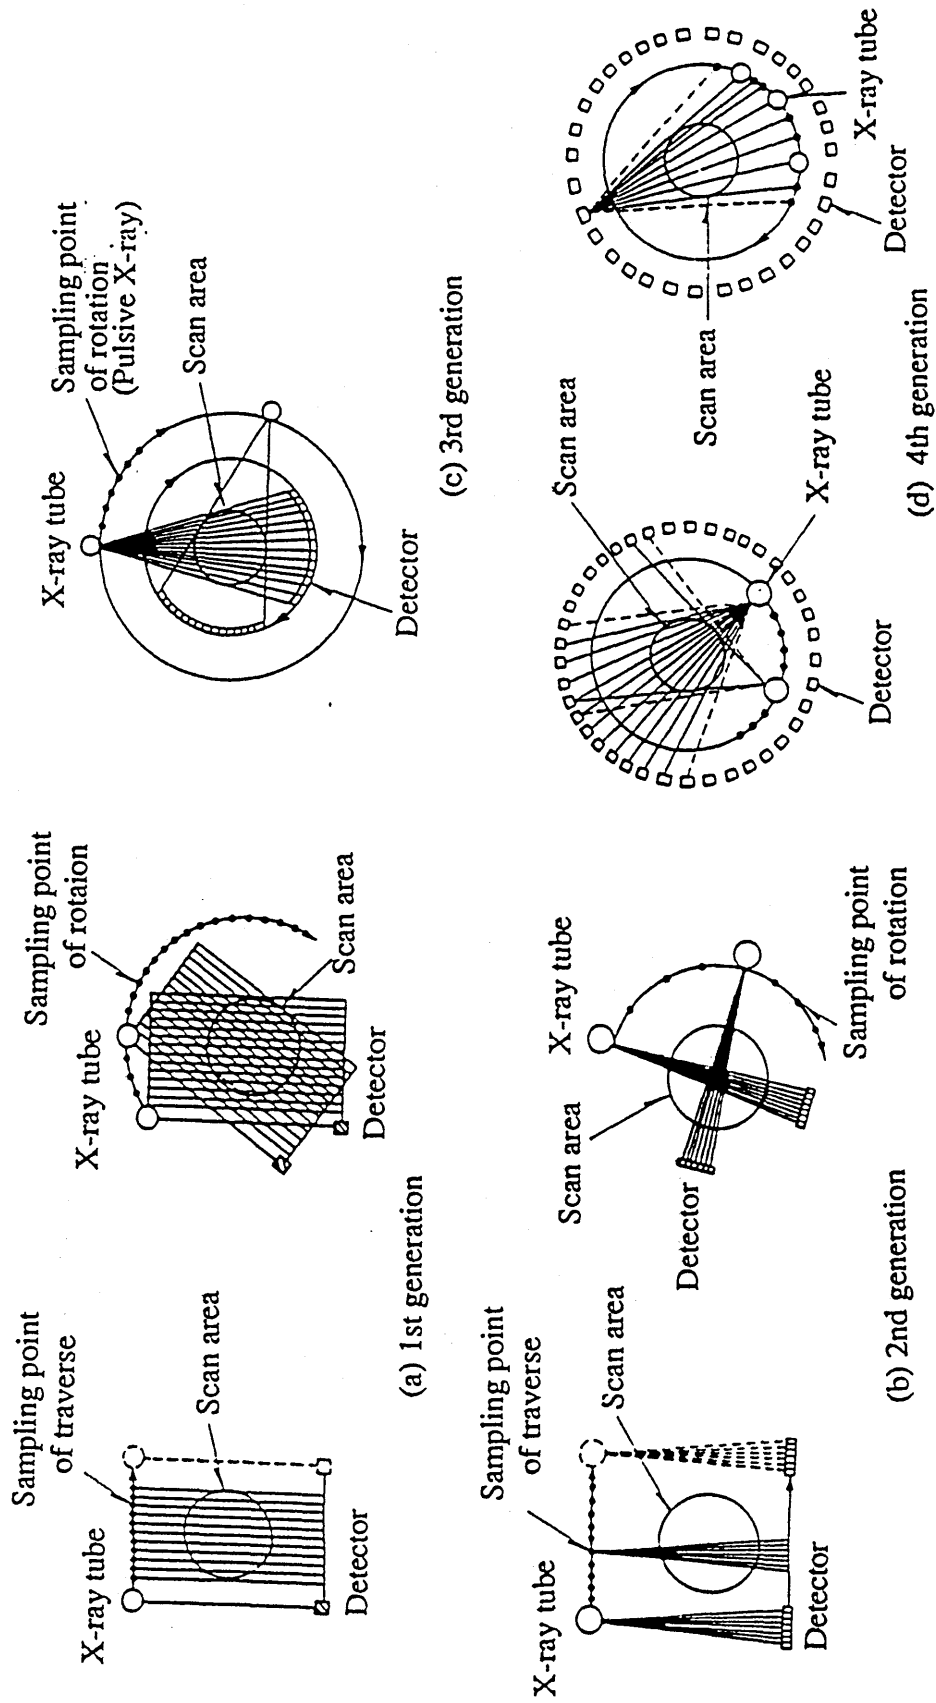 Sampling point
of traverse
X-ray tube
Scan area
Detector
Sampling point
of rotaion
X-ray tube
Scan area
Detector
(a) 1st generation
Sampling point
of traverse
X-ray tube
Scan area
Detector
X-ray tube
Scan area
Detector
Sampling point
of rotation
(b) 2nd generation
X-ray tube
Sampling point
of rotation
(Pulsive X-ray)
Scan area
Detector
(c) 3rd generation
Scan area
X-ray tube
Detector
Scan area
X-ray tube
Detector
(d) 4th generation